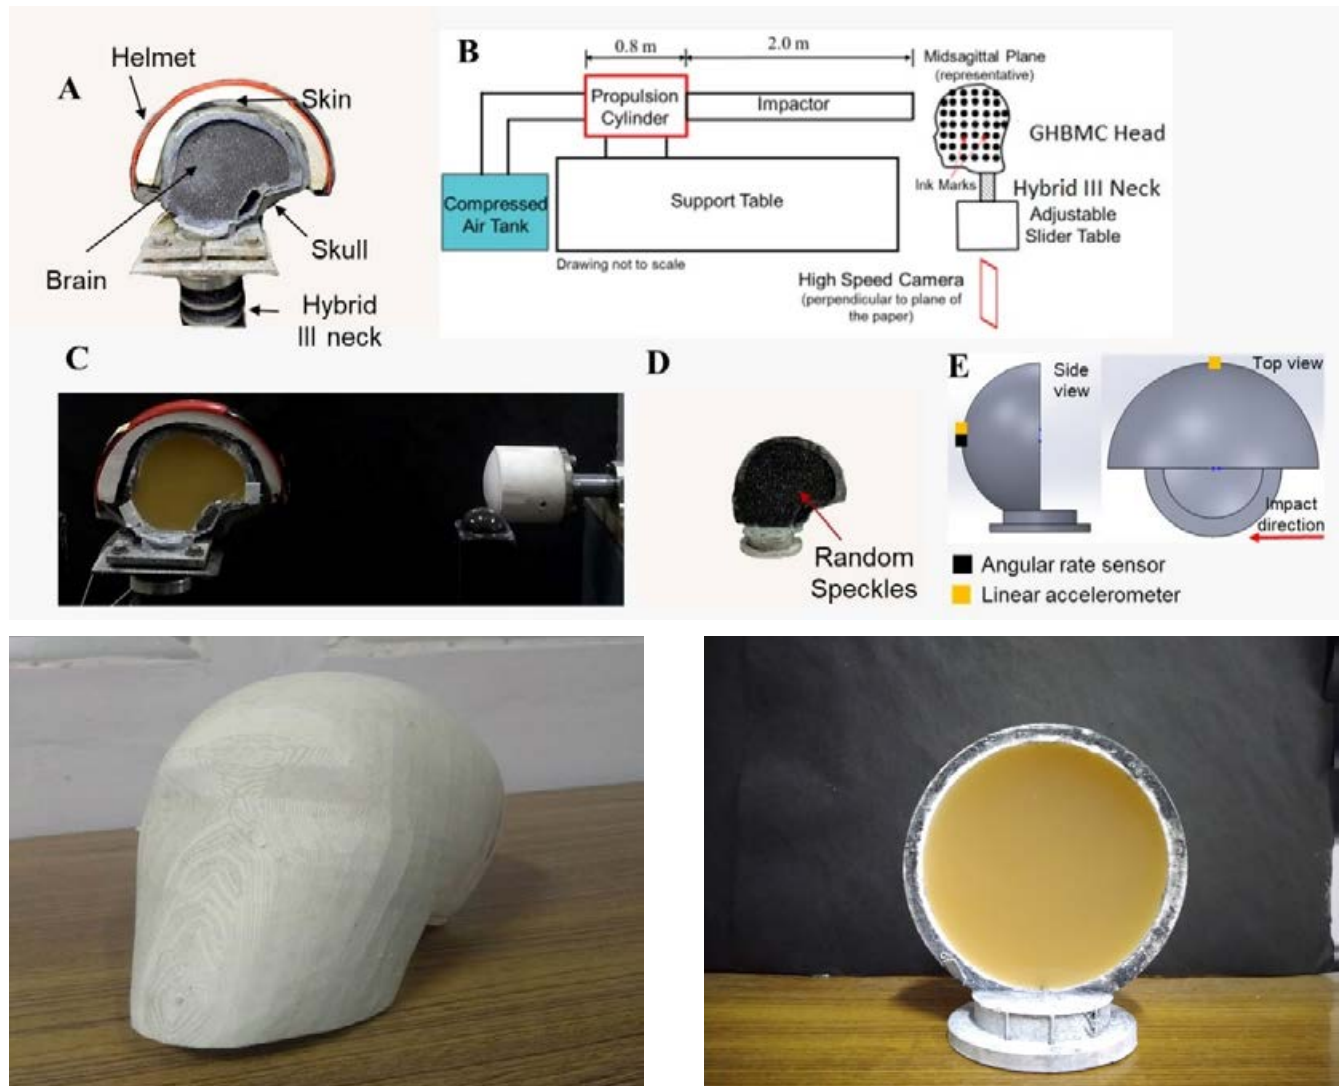 A
Helmet
Skin
Brain
Skull
Hybrid
III neck
B
0.8 m
2.0 m
Propulsion
Cylinder
Impactor
Compressed
Air Tank
Support Table
Drawing not to scale
Midsagittal Plane
(representative)
GHBMC Head
Ink Marks
Hybrid III Neck
Adjustable
Slider Table
High Speed Camera
(perpendicular to plane of
the paper)
C
D
Random
Speckles
E
Side
view
Top view
Impact
direction
Angular rate sensor
Linear accelerometer